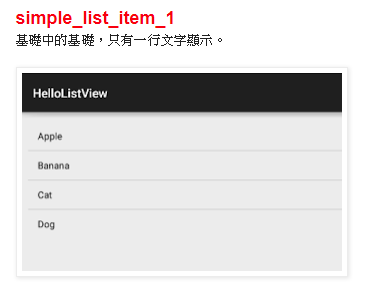 simple_list_item_1
基礎中的基礎，只有一行文字顯示。
HelloListView
Apple
Banana
Cat
Dog